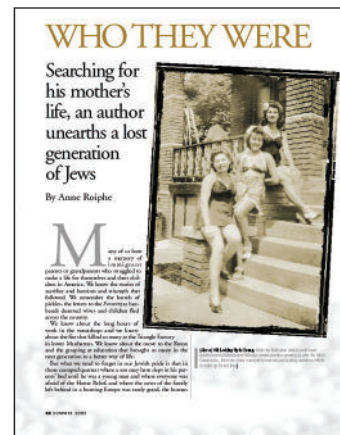 WHO THEY WERE
Searching for
his mother's
life, an author
unearths a lost
generation
of Jews
By Anne Roiphe
Many of us have
a memory of
immigrant
parents or grandparents who struggled to
make a life for themselves and their chil-
dren in America. We know the stories of
sacrifice and heroism and triumph that
followed. We remember the barrels of
pickles, the letters to the Forward as hus-
bands deserted wives and children fled
across the country.
We know about the long hours of
work in the sweatshops and we know
about the fire that killed so many at the Triangle Factory
in lower Manhattan. We know about the move to the Bronx
and the grasping at education that brought so many in the
next generation to a better way of life.
But what we tend to forget in our Jewish pride is that in
those cramped quarters where a son may have slept in his par-
ents' bed until he was a young man and where everyone was
afraid of the Home Relief, and where the news of the family
left behind in a burning Europe was rarely good, the human
SUMMER